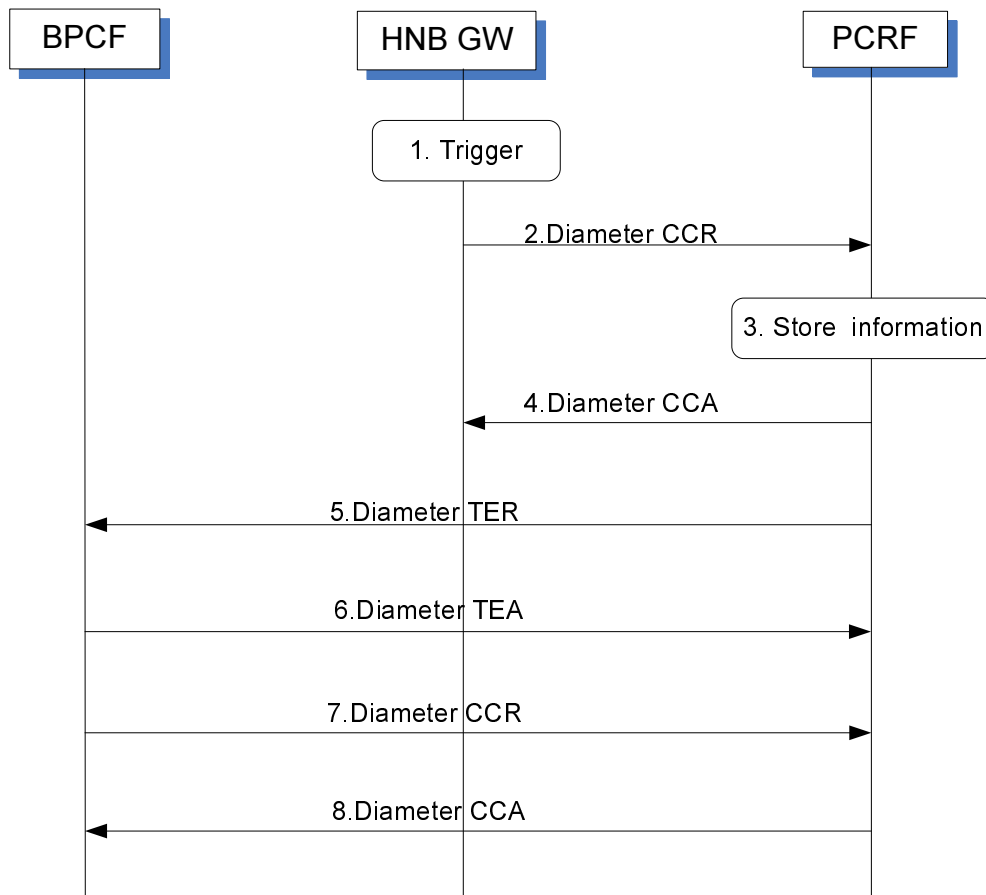 BPCF
HNB GW
PCRF
1. Trigger
2.Diameter CCR
3. Store information
4.Diameter CCA
5.Diameter TER
6.Diameter TEA
7.Diameter CCR
8.Diameter CCA